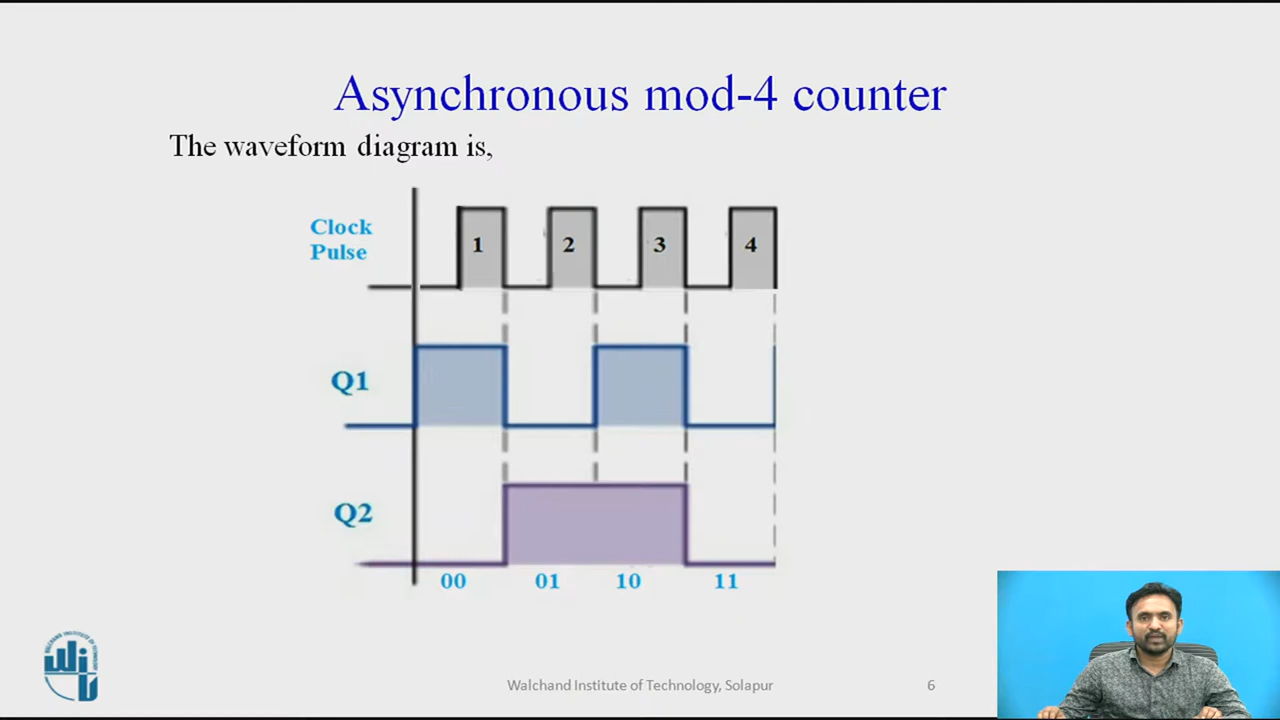 Asynchronous mod-4 counter
The waveform diagram is,
Clock
Pulse
1 2 3 4
Q1
Q2
00 01 10 11
Walchand Institute of Technology, Solapur
6